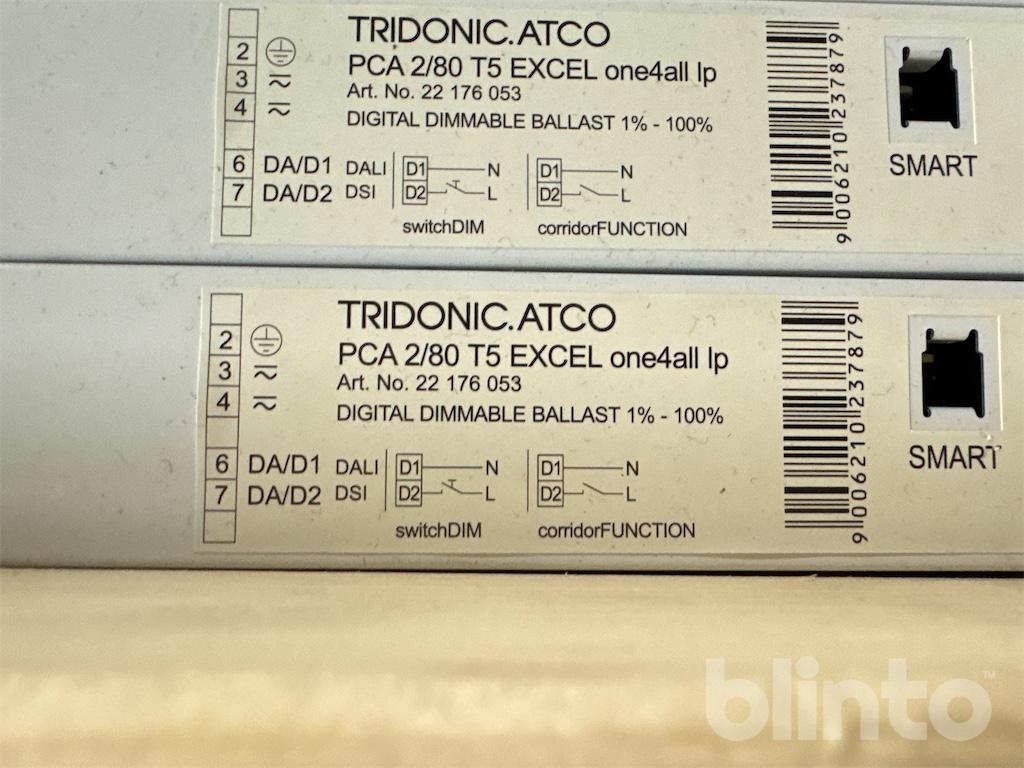 TRIDONIC.ATCO
PCA 2/80 T5 EXCEL one4all lp
Art. No. 22 176 053
DIGITAL DIMMABLE BALLAST 1% - 100%
2
3
4
6 DA/D1 DALI D1 N D1 N
7 DA/D2 DSI D2 L D2 L
switchDIM corridorFUNCTION
9 006210 237879
SMART
TRIDONIC.ATCO
PCA 2/80 T5 EXCEL one4all lp
Art. No. 22 176 053
DIGITAL DIMMABLE BALLAST 1% - 100%
2
3
4
6 DA/D1 DALI D1 N D1 N
7 DA/D2 DSI D2 L D2 L
switchDIM corridorFUNCTION
9 006210 237879
SMART
blinto™